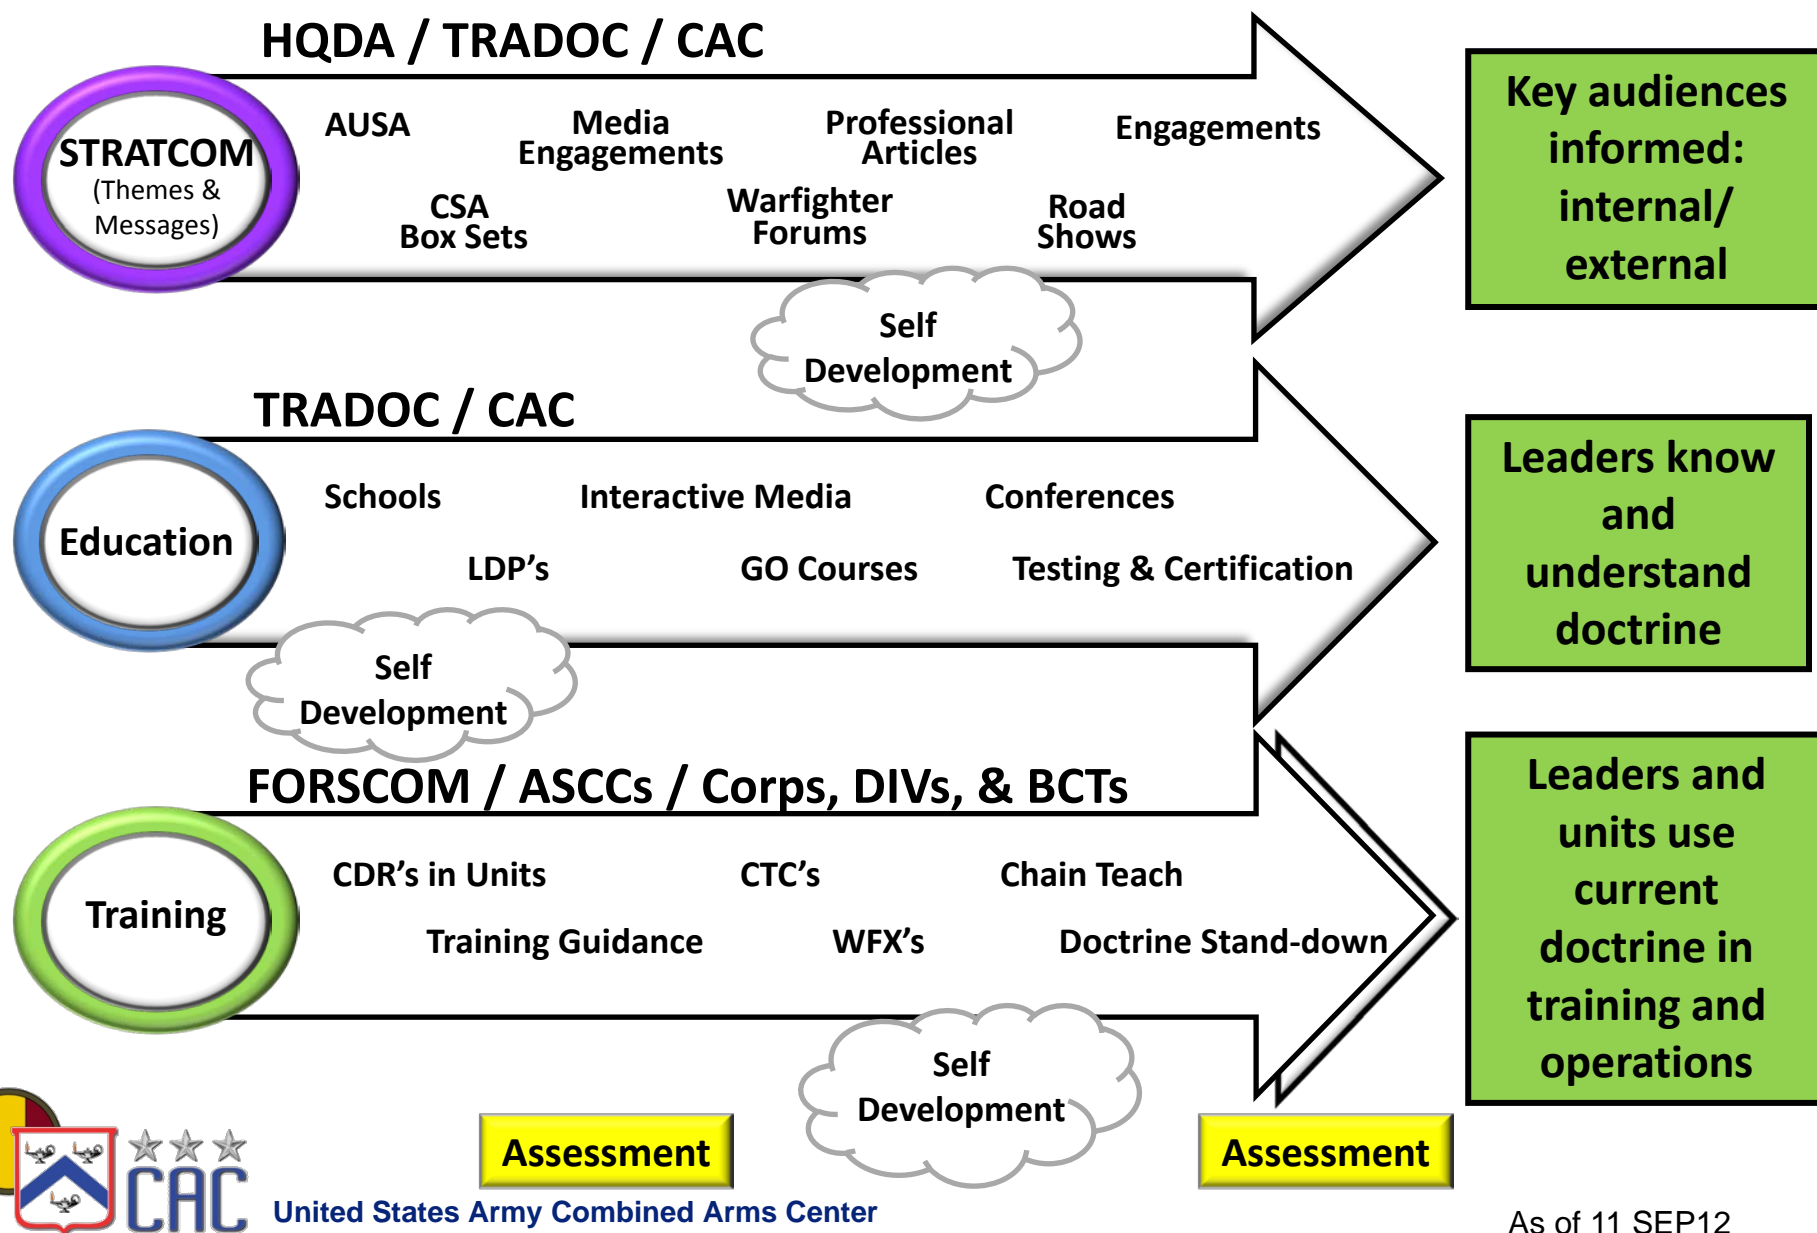 HQDA / TRADOC / CAC
STRATCOM
(Themes &
Messages)
AUSA
Media
Engagements
Professional
Articles
Engagements
CSA
Box Sets
Warfighter
Forums
Road
Shows
Key audiences
informed:
internal/
external
Self
Development
TRADOC / CAC
Education
Schools
Interactive Media
Conferences
LDP’s
GO Courses
Testing & Certification
Leaders know
and
understand
doctrine
Self
Development
FORSCOM / ASCCs / Corps, DIVs, & BCTs
Training
CDR’s in Units
CTC’s
Chain Teach
Training Guidance
WFX’s
Doctrine Stand-down
Leaders and
units use
current
doctrine in
training and
operations
Self
Development
Assessment
Assessment
CAC
United States Army Combined Arms Center
As of 11 SEP12